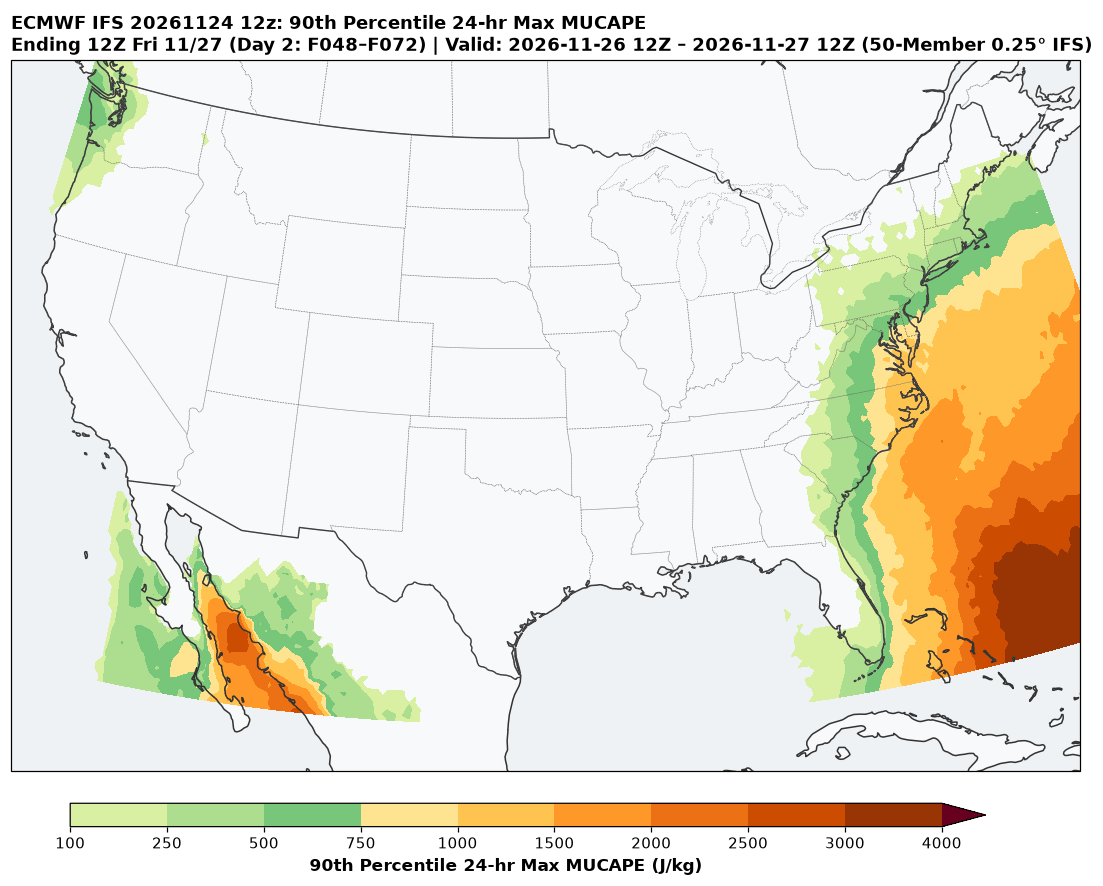 ECMWF IFS 20261124 12z: 90th Percentile 24-hr Max MUCAPE
Ending 12Z Fri 11/27 (Day 2: F048–F072) | Valid: 2026-11-26 12Z – 2026-11-27 12Z (50-Member 0.25° IFS)
100 250 500 750 1000 1500 2000 2500 3000 4000
90th Percentile 24-hr Max MUCAPE (J/kg)